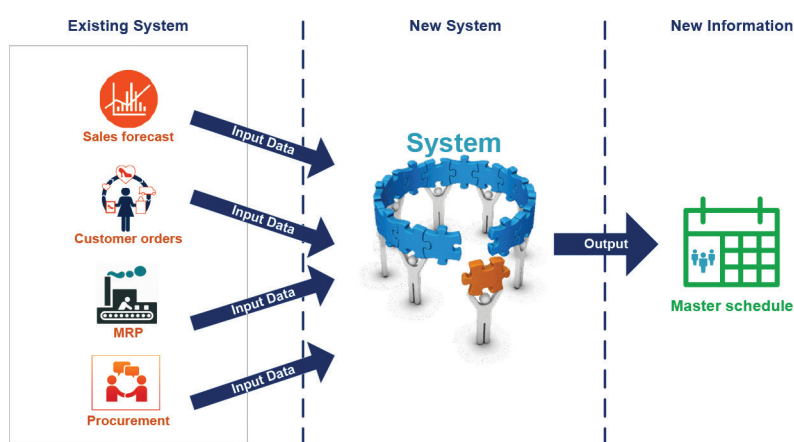 Existing System
New System
New Information
Sales forecast
Input Data
Customer orders
Input Data
MRP
Input Data
Procurement
Input Data
System
Output
Master schedule